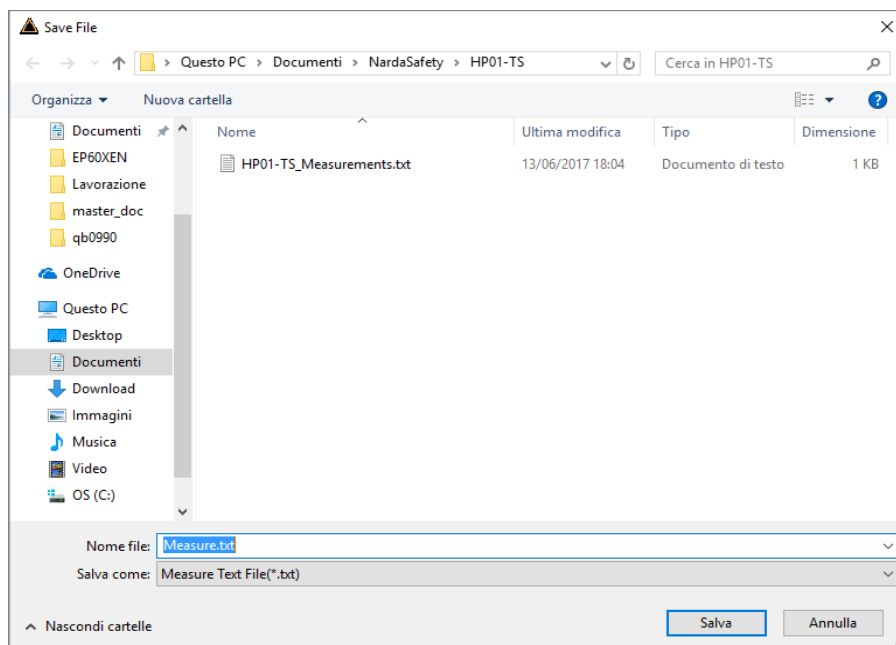 Save File
Questo PC > Documenti > NardaSafety > HP01-TS
Cerca in HP01-TS
Organizza
Nuova cartella
?
Documenti
EP60XEN
Lavorazione
master_doc
qb0990
OneDrive
Questo PC
Desktop
Documenti
Download
Immagini
Musica
Video
OS (C:)
Nome Ultima modifica Tipo Dimensione
HP01-TS_Measurements.txt 13/06/2017 18:04 Documento di testo 1 KB
Nome file: Measure.txt
Salva come: Measure Text File(*.txt)
Nascondi cartelle
Salva
Annulla